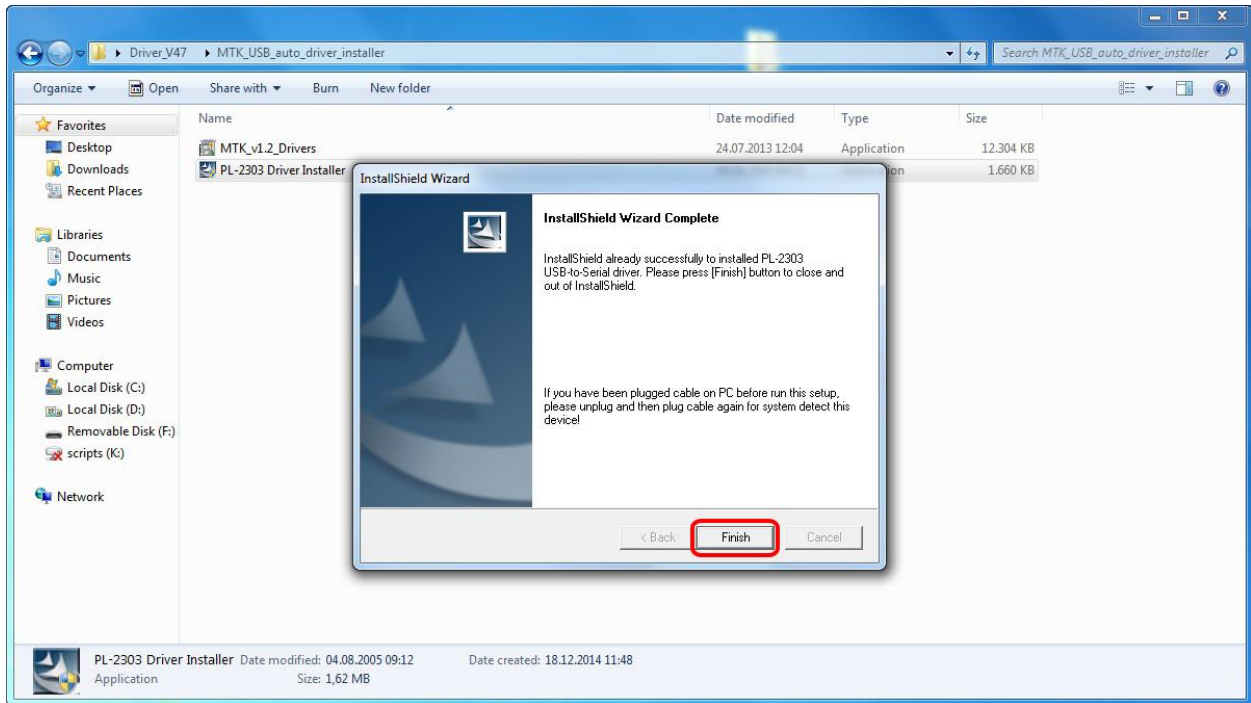 Driver_V47 MTK_USB_auto_driver_installer
Search MTK_USB_auto_driver_installer
Organize Open Share with Burn New folder
Name Date modified Type Size
Favorites
Desktop
Downloads
Recent Places
Libraries
Documents
Music
Pictures
Videos
Computer
Local Disk (C:)
Local Disk (D:)
Removable Disk (F:)
scripts (K:)
Network
MTK_v1.2_Drivers 24.07.2013 12:04 Application 12.304 KB
PL-2303 Driver Installer 1.660 KB
InstallShield Wizard
InstallShield Wizard Complete
InstallShield already successfully to installed PL-2303
USB-to-Serial driver. Please press [Finish] button to close and
out of InstallShield.
If you have been plugged cable on PC before run this setup,
please unplug and then plug cable again for system detect this
device!
< Back Finish Cancel
PL-2303 Driver Installer Date modified: 04.08.2005 09:12 Date created: 18.12.2014 11:48
Application Size: 1,62 MB